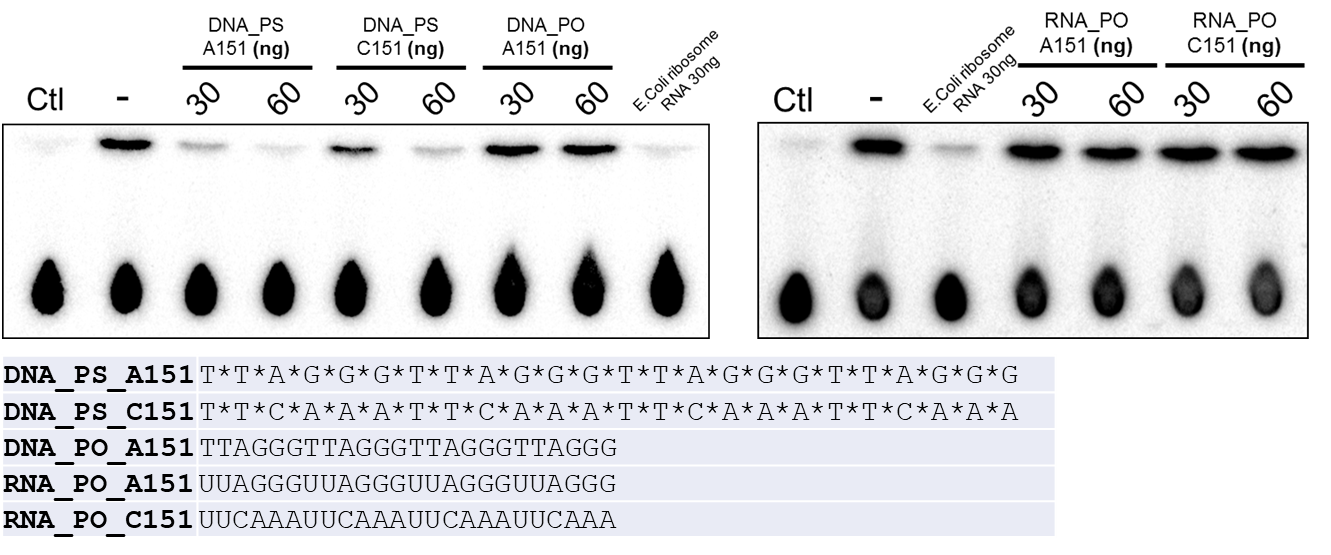 DNA_PS
A151 (ng)
DNA_PS
C151 (ng)
DNA_PO
A151 (ng)
E.Coli ribosome
RNA 30ng
Ctl
-
30
60
30
60
30
60
RNA_PO
A151 (ng)
RNA_PO
C151 (ng)
E.Coli ribosome
RNA 30ng
Ctl
-
30
60
30
60
DNA_PS_A151 T*T*A*G*G*G*T*T*A*G*G*G*T*T*A*G*G*G*T*T*A*G*G*G
DNA_PS_C151 T*T*C*A*A*A*T*T*C*A*A*A*T*T*C*A*A*A*T*T*C*A*A*A
DNA_PO_A151 TTAGGGTTAGGGTTAGGGTTAGGG
RNA_PO_A151 UUAGGGUUAGGGUUAGGGUUAGGG
RNA_PO_C151 UUCAAAUUCAAAUUCAAAUUCAAA